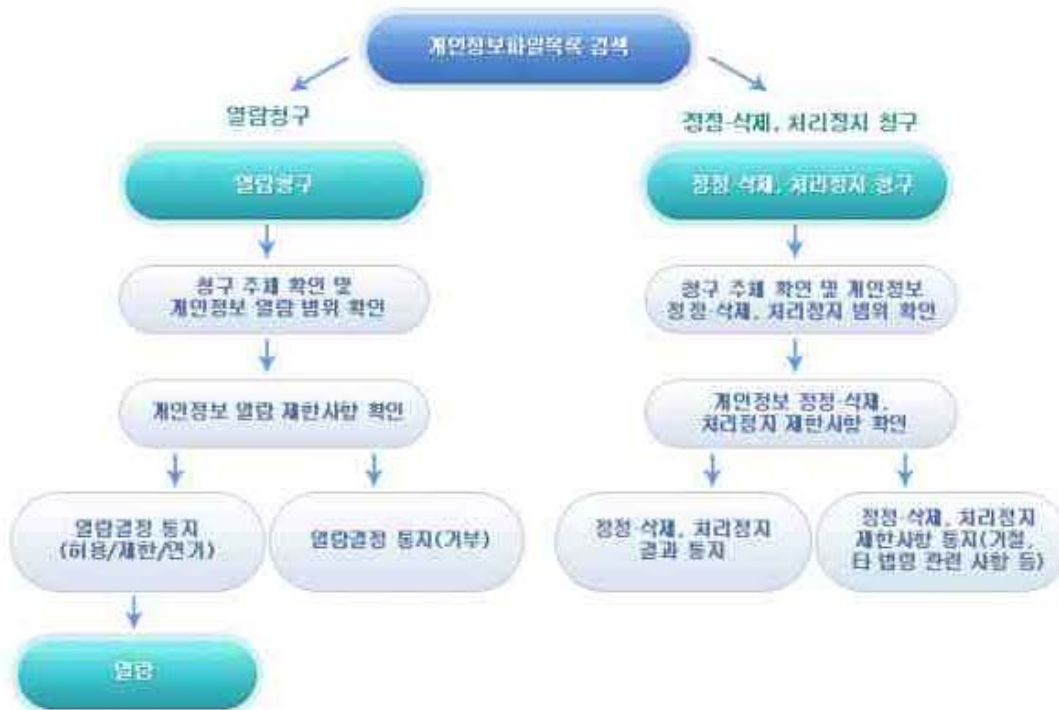 개인정보파일목록 검색
열람청구
정정·삭제, 처리정지 청구
열람청구
정정·삭제, 처리정지 청구
청구 주체 확인 및
개인정보 열람 범위 확인
청구 주체 확인 및 개인정보
정정·삭제, 처리정지 범위 확인
개인정보 열람 제한사항 확인
개인정보 정정·삭제,
처리정지 제한사항 확인
열람결정 통지
(허용/제한/연기)
열람결정 통지(거부)
정정·삭제, 처리정지
결과 통지
정정·삭제, 처리정지
제한사항 통지(거절,
타 법령 관련 사항 등)
열람